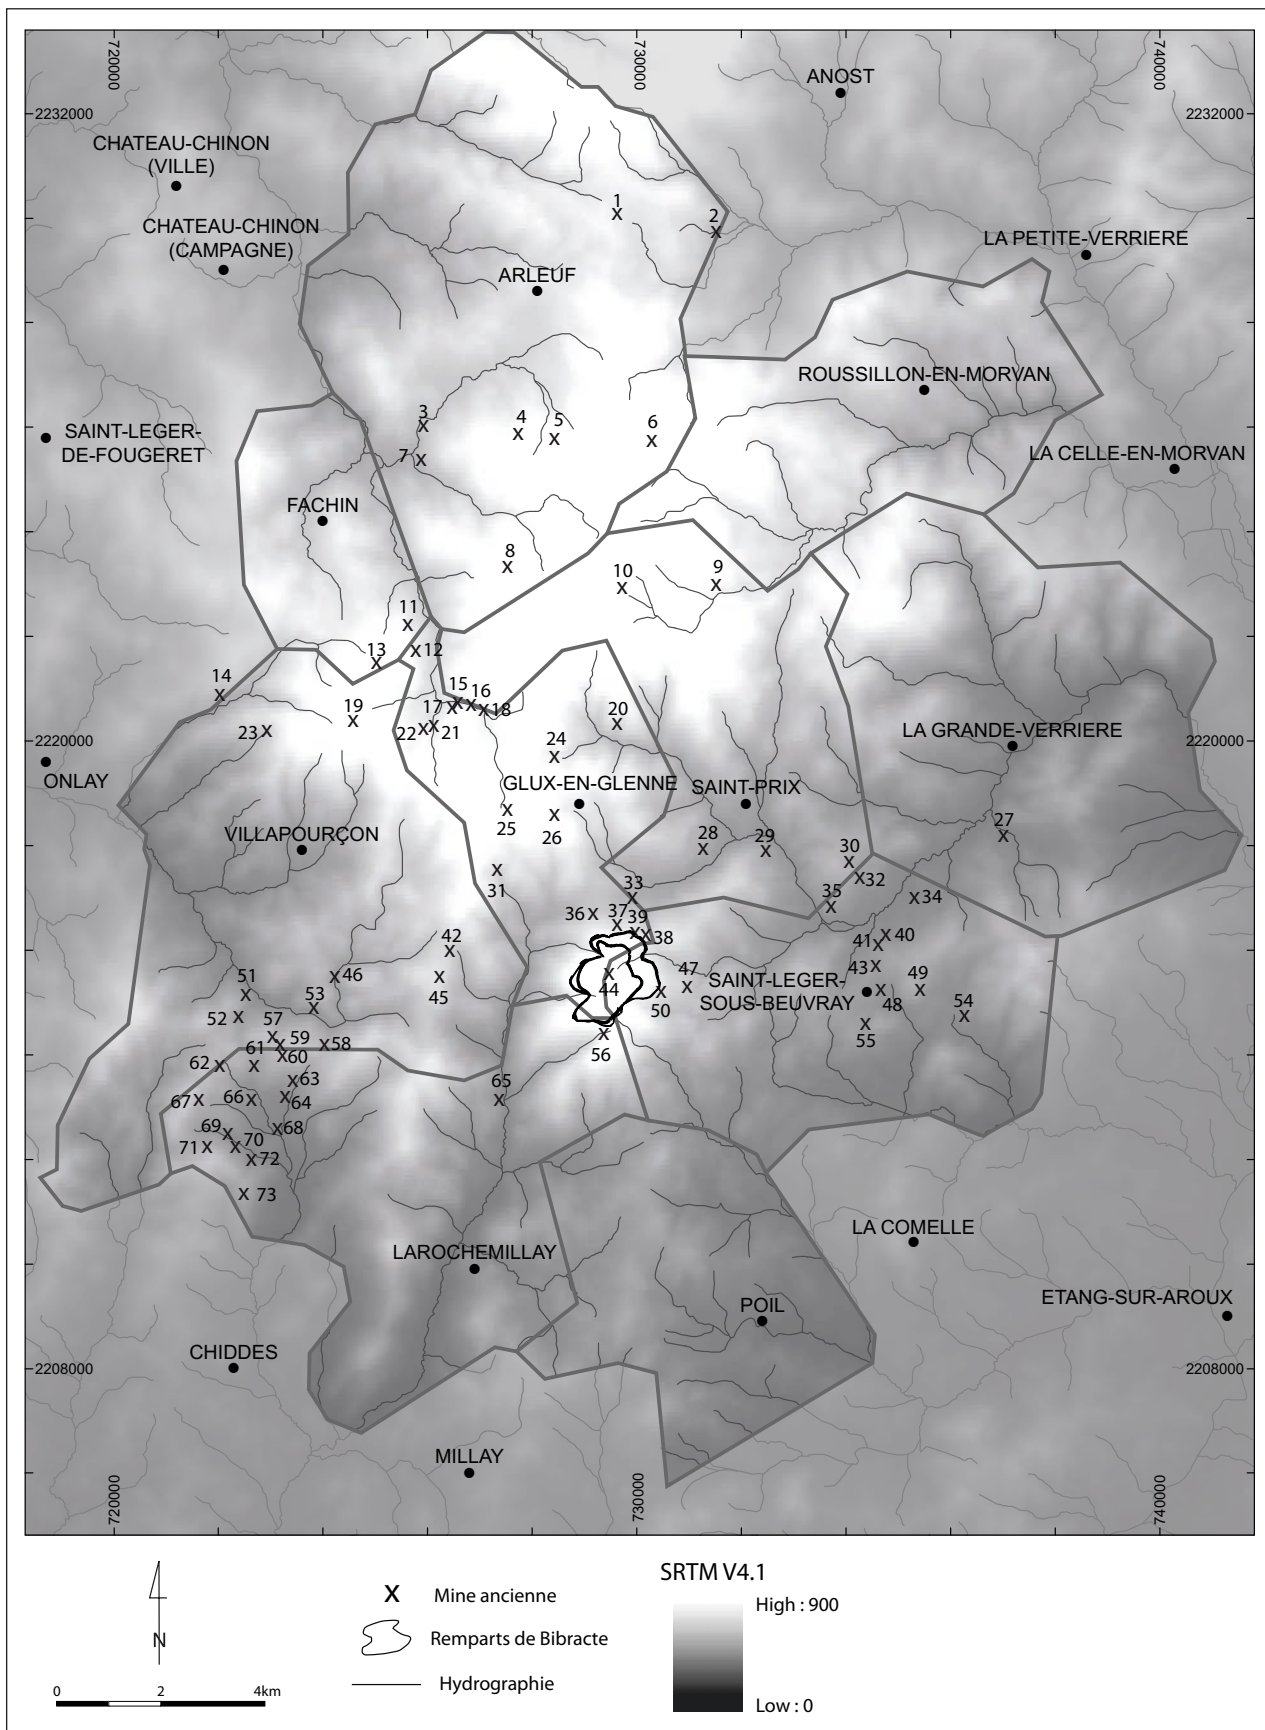 720000
730000
740000
ANOST
2232000
2232000
CHATEAU-CHINON
(VILLE)
1
2
CHATEAU-CHINON
(CAMPAGNE)
LA PETITE-VERRIERE
ARLEUF
ROUSSILLON-EN-MORVAN
3
4
5
6
SAINT-LEGER-
DE-FOUGERET
7
LA CELLE-EN-MORVAN
FACHIN
8
10
9
11
12
13
14
15
16
17
18
19
20
21
22
23
24
2220000
2220000
LA GRANDE-VERRIERE
ONLAY
GLUX-EN-GLENNE
SAINT-PRIX
25
26
27
VILLAPOURÇON
28
29
30
31
32
33
34
35
36
37
39
38
40
41
42
43
44
45
46
47
SAINT-LEGER-
SOUS-BEUVRAY
48
49
50
51
52
53
54
55
56
57
59
58
60
61
62
63
64
65
66
67
68
69
70
71
72
73
LA COMELLE
LAROCHEMILLAY
ETANG-SUR-AROUX
POIL
CHIDDES
2208000
2208000
MILLAY
720000
730000
740000
N
0 2 4km
X Mine ancienne
Remparts de Bibracte
Hydrographie
SRTM V4.1
High : 900
Low : 0